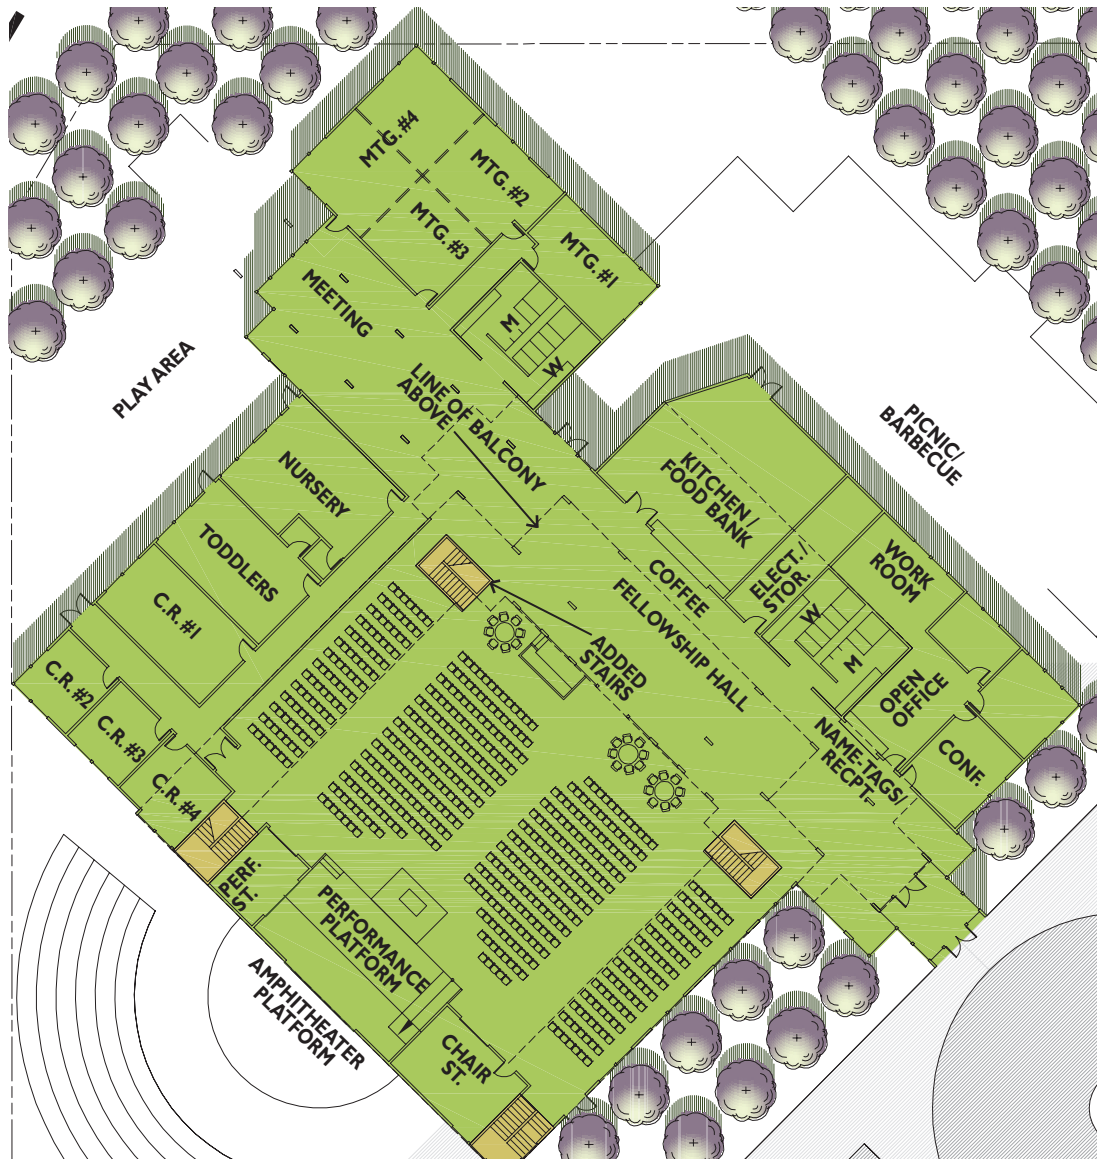 MTG. #4
MTG. #2
MTG. #3
MTG. #1
MEETING
M
W
PLAY AREA
LINE OF BALCONY
ABOVE
PICNIC/
BARBECUE
NURSERY
KITCHEN /
FOOD BANK
TODDLERS
COFFEE
ELECT. /
STOR.
WORK
ROOM
C.R. #1
FELLOWSHIP HALL
W
M
ADDED
STAIRS
OPEN
OFFICE
C.R. #2
C.R. #3
C.R. #4
NAME-TAGS/
RECPT.
CONF.
PERF.
ST.
PERFORMANCE
PLATFORM
AMPHITHEATER
PLATFORM
CHAIR
ST.